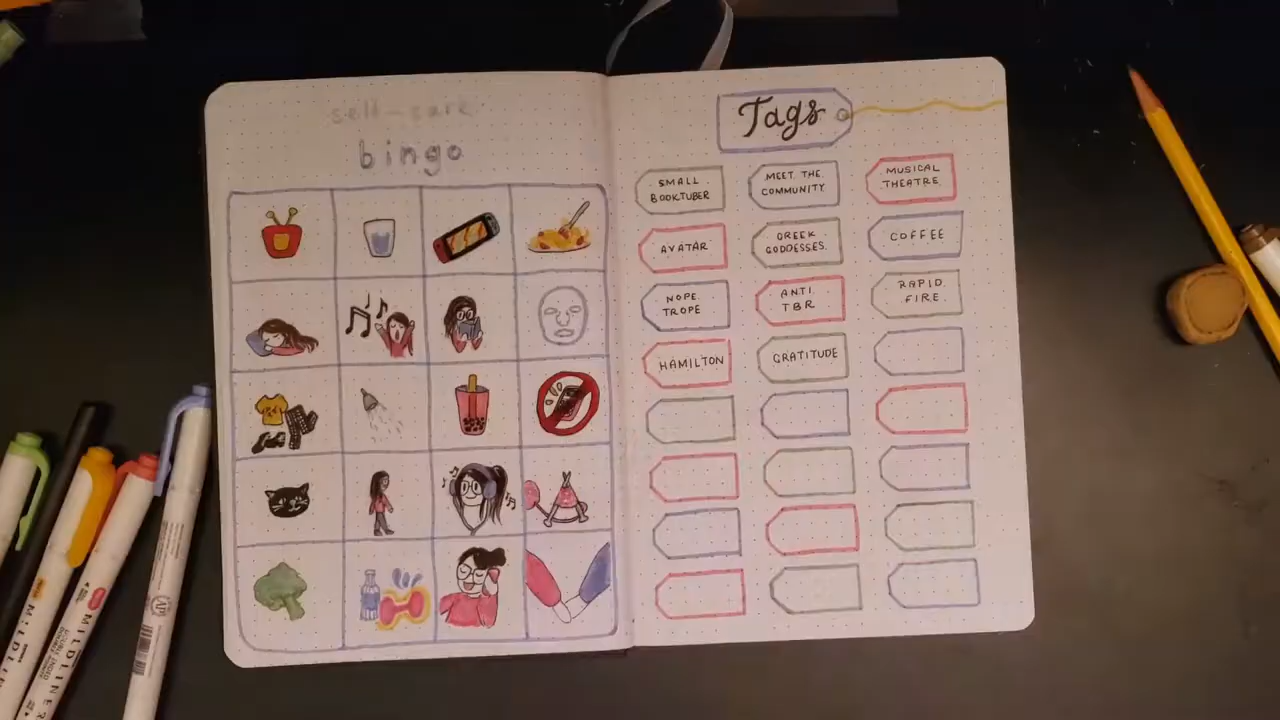 self-care
bingo
Tags
SMALL
BOOKTUBER
MEET THE
COMMUNITY
MUSICAL
THEATRE
AVATAR
GREEK
GODDESSES
COFFEE
NOPE
TROPE
ANTI
TBR
RAPID
FIRE
HAMILTON
GRATITUDE
MILDLINER